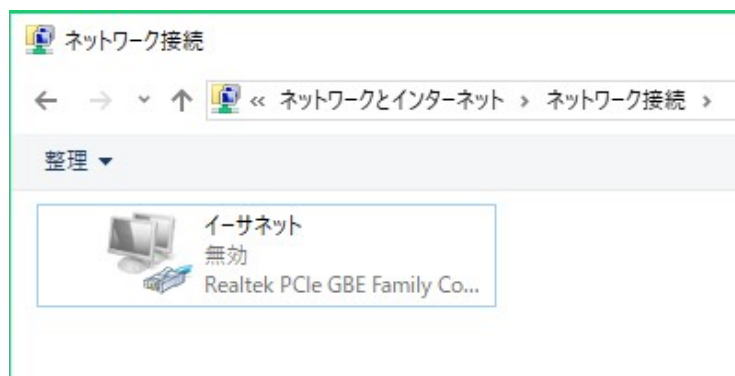 ネットワーク接続
« ネットワークとインターネット › ネットワーク接続 ›
整理
イーサネット
無効
Realtek PCIe GBE Family Co...